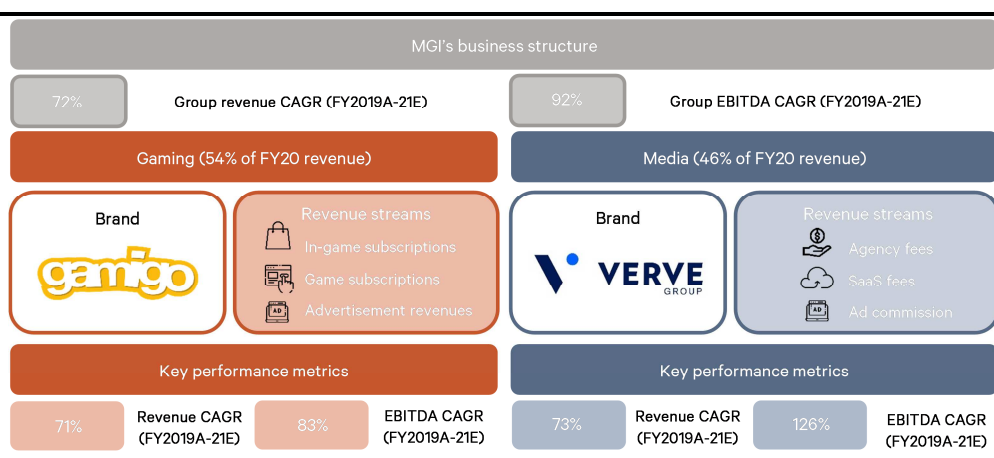 MGI's business structure
72%
Group revenue CAGR (FY2019A-21E)
92%
Group EBITDA CAGR (FY2019A-21E)
Gaming (54% of FY20 revenue)
Media (46% of FY20 revenue)
Brand
gamigo
Revenue streams
In-game subscriptions
Game subscriptions
AD
Advertisement revenues
Brand
VERVE
GROUP
Revenue streams
Agency fees
SaaS fees
AD
Ad commission
Key performance metrics
Key performance metrics
71%
Revenue CAGR
(FY2019A-21E)
83%
EBITDA CAGR
(FY2019A-21E)
73%
Revenue CAGR
(FY2019A-21E)
126%
EBITDA CAGR
(FY2019A-21E)